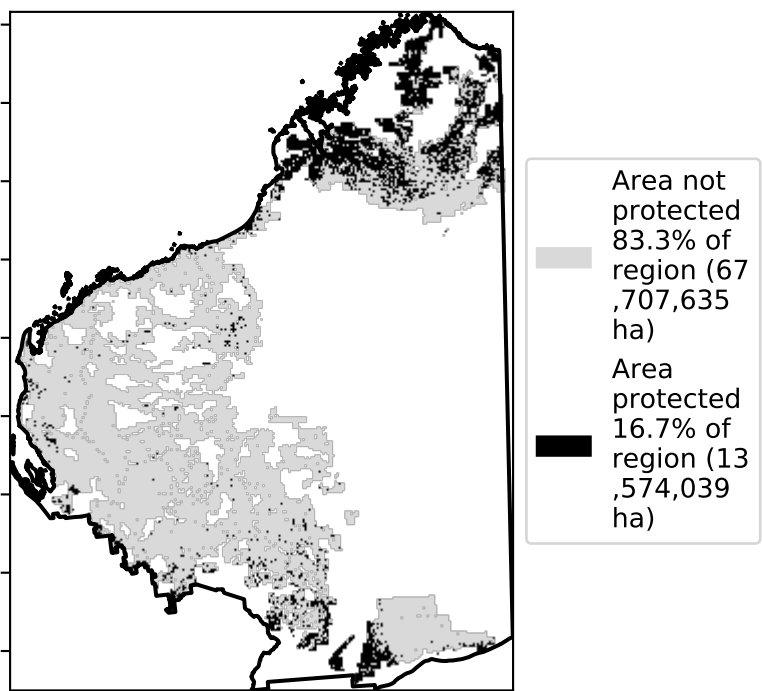 Area not
protected
83.3% of
region (67
,707,635
ha)
Area
protected
16.7% of
region (13
,574,039
ha)